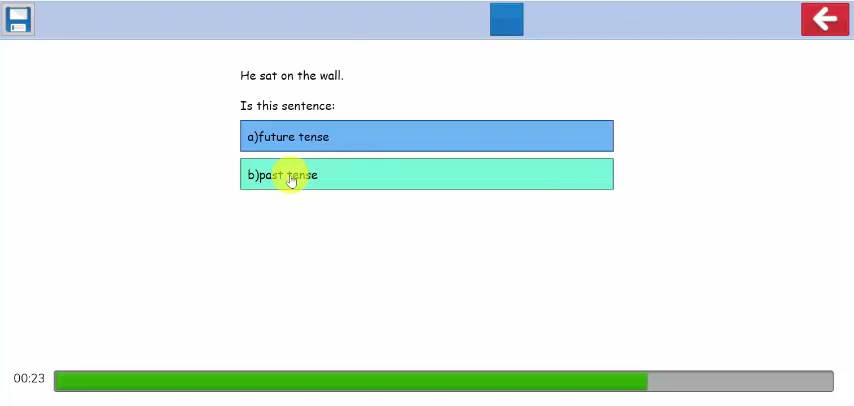 He sat on the wall.
Is this sentence:
a)future tense
b)past tense
00:23